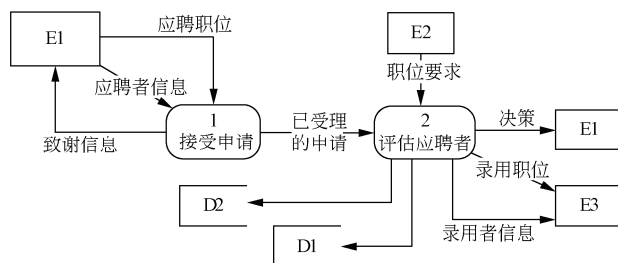 应聘职位
E1
E2
应聘者信息
职位要求
1
接受申请
已受理
的申请
2
评估应聘者
决策
E1
致谢信息
录用职位
D2
E3
录用者信息
D1